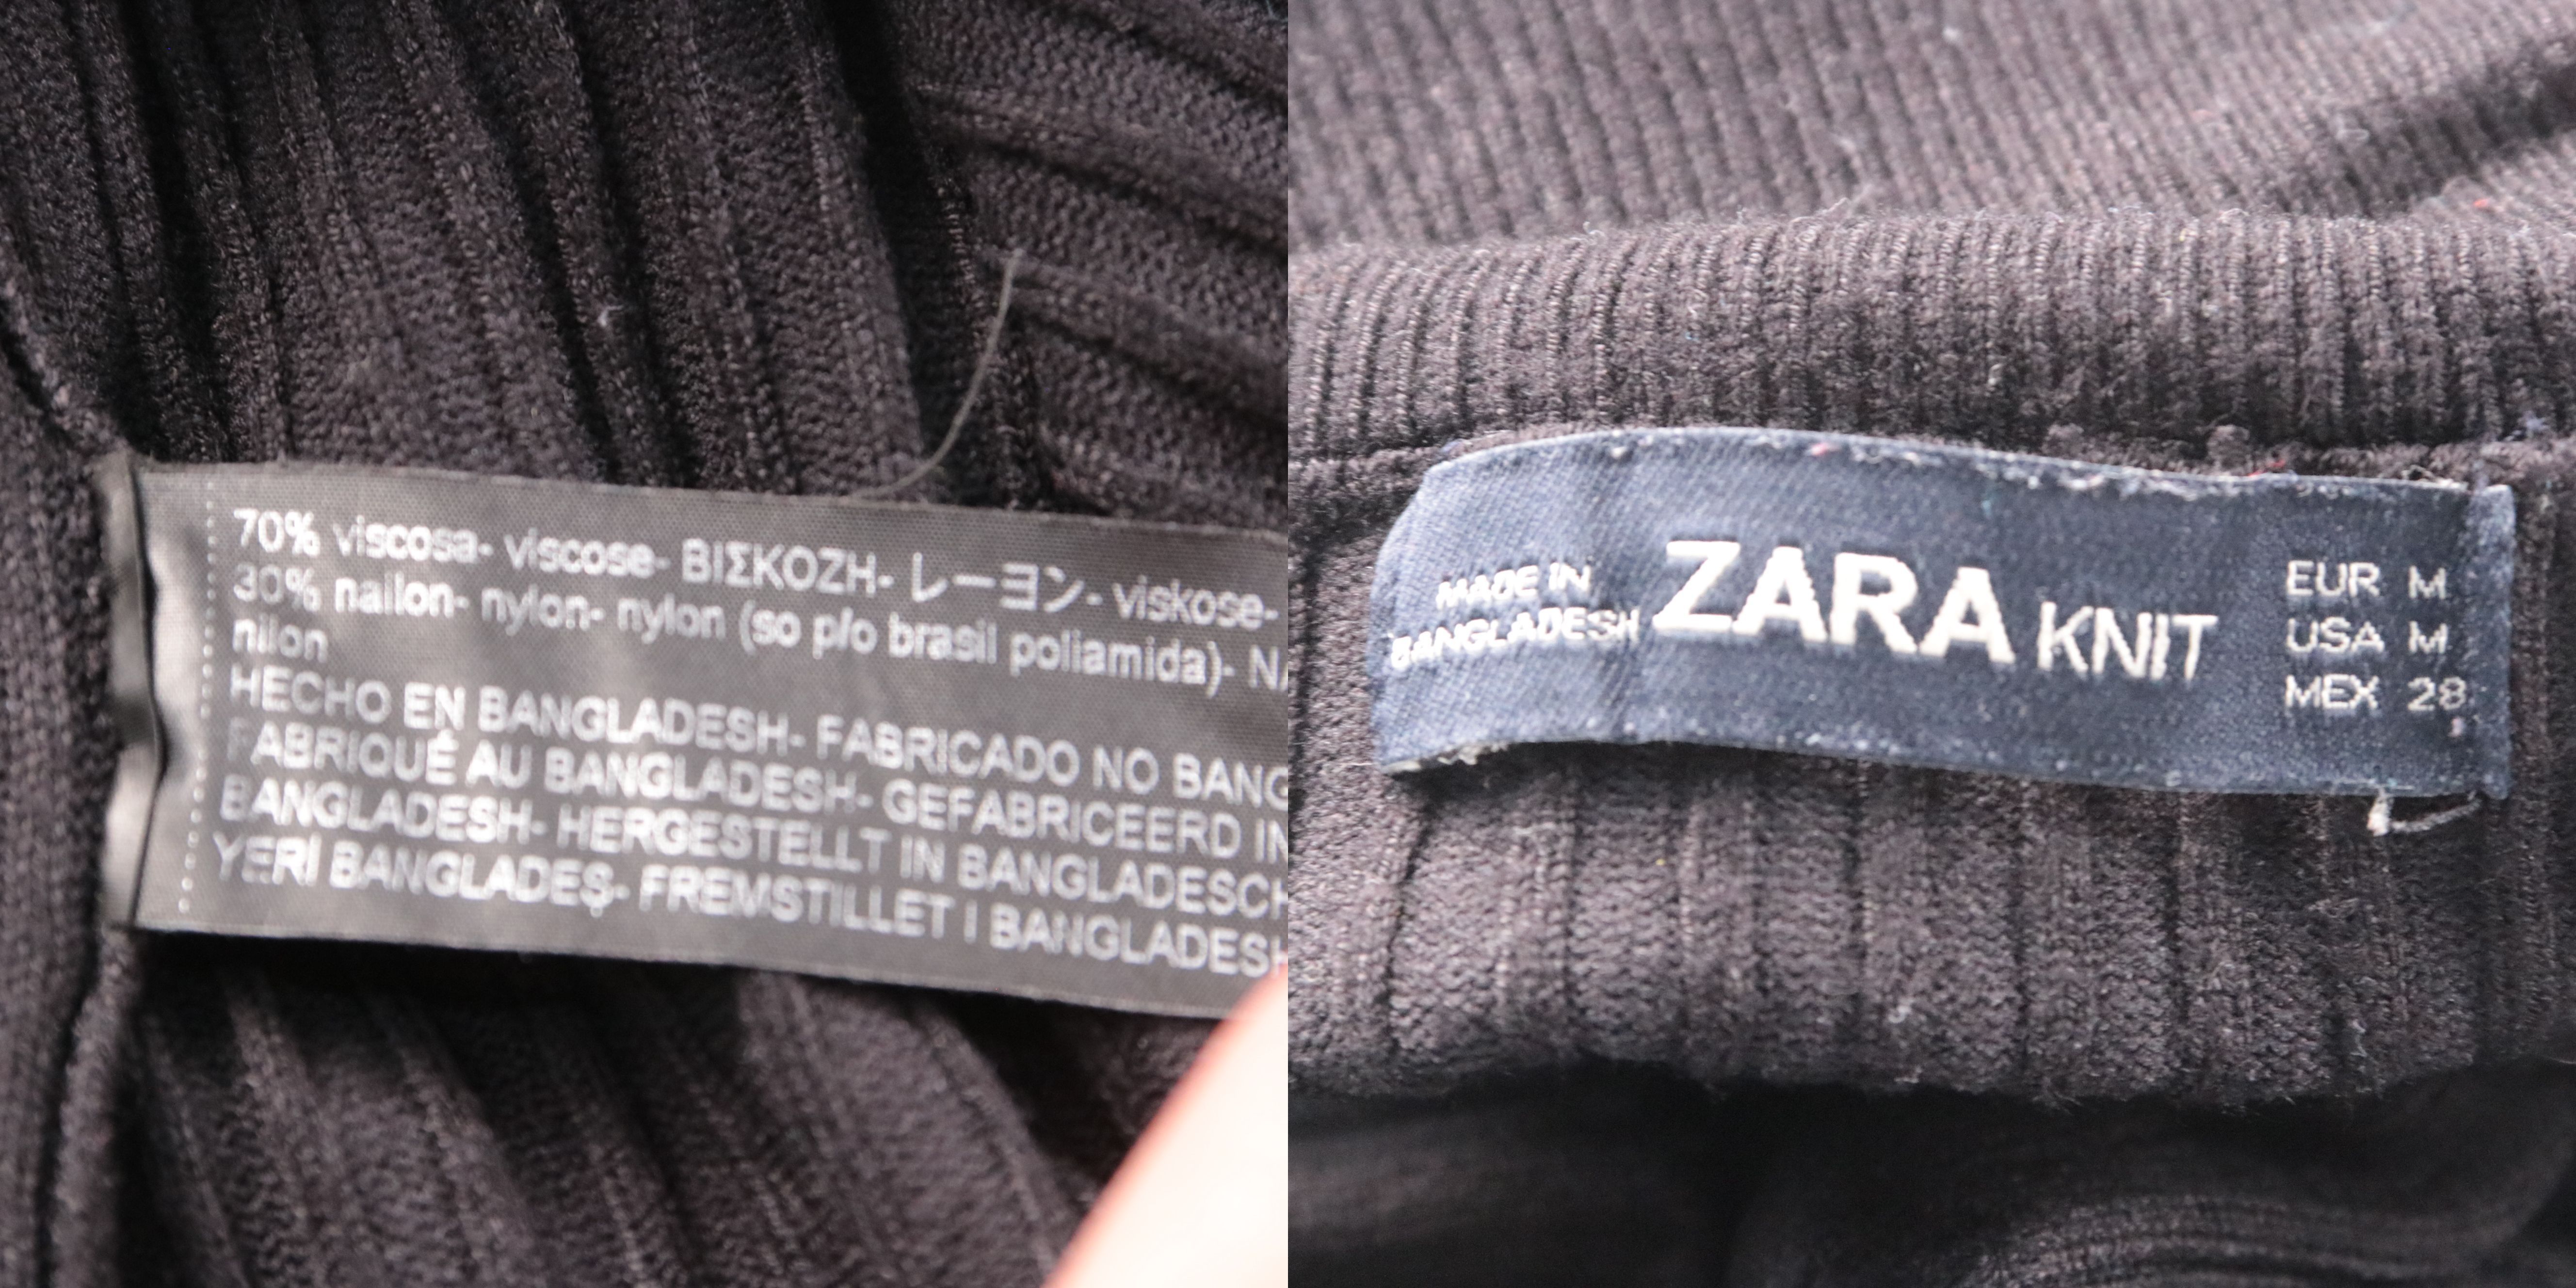 70% viscosa- viscose- ΒΙΣΚΟΖΗ- レーヨン- viskose-
30% nailon- nylon- nylon (so p/o brasil poliamida)-
nilon
HECHO EN BANGLADESH- FABRICADO NO BANG
FABRIQUÉ AU BANGLADESH- GEFABRICEERD IN
BANGLADESH- HERGESTELLT IN BANGLADESCH
YERİ BANGLADEŞ- FREMSTILLET I BANGLADESH
MADE IN
BANGLADESH
ZARA KNIT
EUR M
USA M
MEX 28